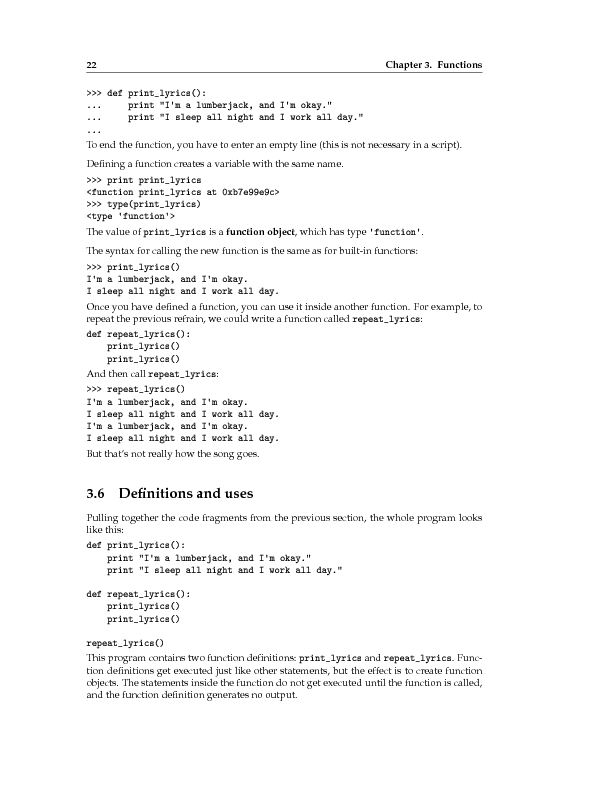 22 Chapter 3. Functions
>>> def print_lyrics():
...     print "I'm a lumberjack, and I'm okay."
...     print "I sleep all night and I work all day."
...
To end the function, you have to enter an empty line (this is not necessary in a script).
Defining a function creates a variable with the same name.
>>> print print_lyrics
<function print_lyrics at 0xb7e99e9c>
>>> type(print_lyrics)
<type 'function'>
The value of print_lyrics is a function object, which has type 'function'.
The syntax for calling the new function is the same as for built-in functions:
>>> print_lyrics()
I'm a lumberjack, and I'm okay.
I sleep all night and I work all day.
Once you have defined a function, you can use it inside another function. For example, to
repeat the previous refrain, we could write a function called repeat_lyrics:
def repeat_lyrics():
    print_lyrics()
    print_lyrics()
And then call repeat_lyrics:
>>> repeat_lyrics()
I'm a lumberjack, and I'm okay.
I sleep all night and I work all day.
I'm a lumberjack, and I'm okay.
I sleep all night and I work all day.
But that's not really how the song goes.
3.6 Definitions and uses
Pulling together the code fragments from the previous section, the whole program looks
like this:
def print_lyrics():
    print "I'm a lumberjack, and I'm okay."
    print "I sleep all night and I work all day."
def repeat_lyrics():
    print_lyrics()
    print_lyrics()
repeat_lyrics()
This program contains two function definitions: print_lyrics and repeat_lyrics. Func-
tion definitions get executed just like other statements, but the effect is to create function
objects. The statements inside the function do not get executed until the function is called,
and the function definition generates no output.